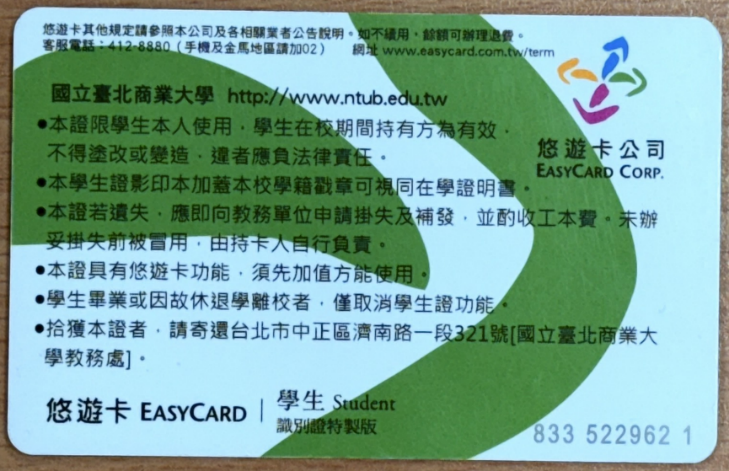 悠遊卡其他規定請參照本公司及各相關業者公告說明。如不續用，餘額可辦理退費。
客服電話：412-8880（手機及金馬地區請加02） 網址 www.easycard.com.tw/term
國立臺北商業大學 http://www.ntub.edu.tw
●本證限學生本人使用，學生在校期間持有方為有效，
不得塗改或變造，違者應負法律責任。
悠遊卡公司
EASYCARD CORP.
●本學生證影印本加蓋本校學籍戳章可視同在學證明書。
●本證若遺失，應即向教務單位申請掛失及補發，並酌收工本費。未辦
妥掛失前被冒用，由持卡人自行負責。
●本證具有悠遊卡功能，須先加值方能使用。
●學生畢業或因故休退學離校者，僅取消學生證功能。
●拾獲本證者，請寄還台北市中正區濟南路一段321號[國立臺北商業大
學教務處]。
悠遊卡 EASYCARD | 學生 Student
識別證特製版
833 522962 1